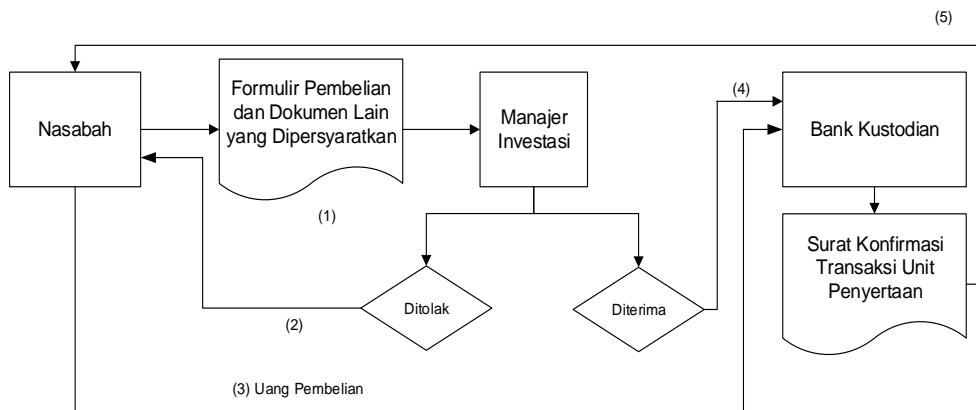 (5)
Nasabah
Formulir Pembelian
dan Dokumen Lain
yang Dipersyaratkan
(1)
Manajer
Investasi
(4)
Bank Kustodian
Surat Konfirmasi
Transaksi Unit
Penyertaan
Ditolak
Diterima
(2)
(3) Uang Pembelian